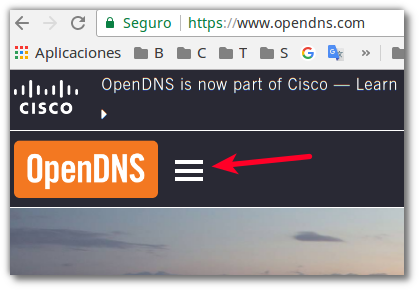 Seguro https://www.opendns.com
Aplicaciones B C T S G »
CISCO
OpenDNS is now part of Cisco — Learn
OpenDNS